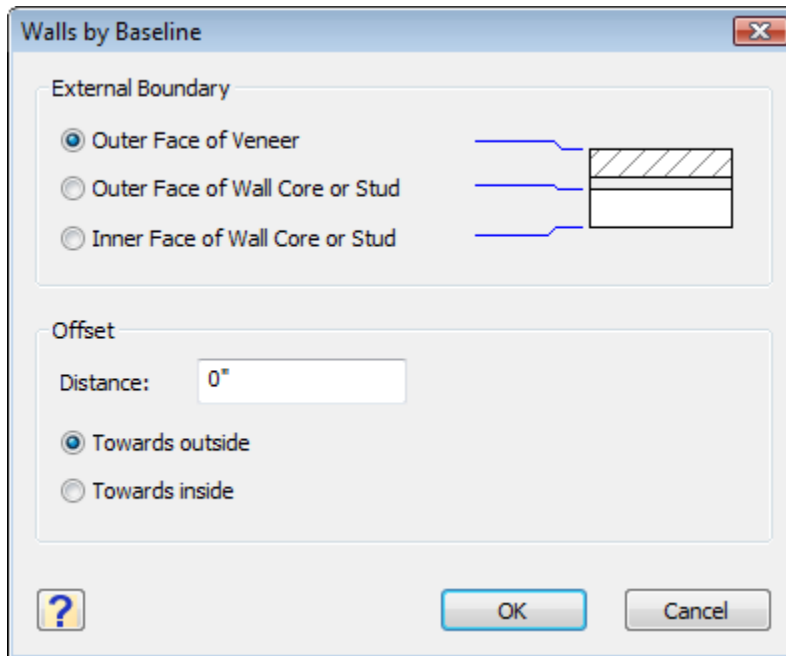 Walls by Baseline
External Boundary
Outer Face of Veneer
Outer Face of Wall Core or Stud
Inner Face of Wall Core or Stud
Offset
Distance: 0"
Towards outside
Towards inside
? OK Cancel